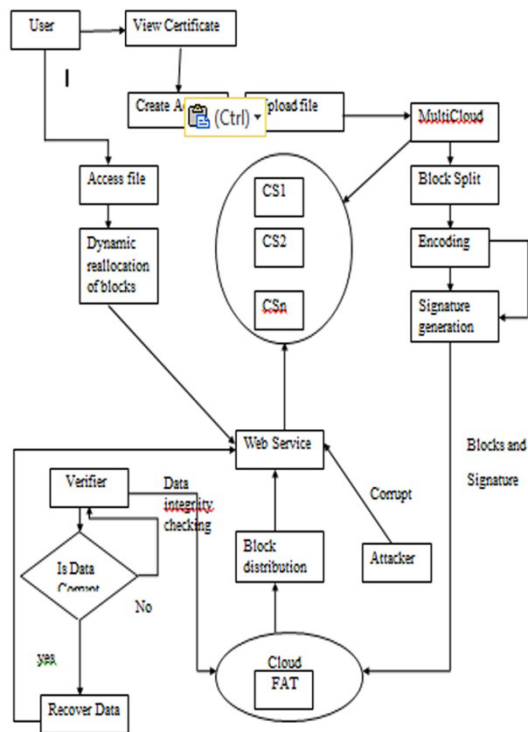 User
View Certificate
Create
(Ctrl)
pload file
MultiCloud
Access file
Block Split
CS1
Dynamic
reallocation
of blocks
CS2
Encoding
CSn
Signature
generation
Web Service
Blocks and
Signature
Verifier
Data
integrity
checking
Corrupt
Block
distribution
Attacker
Is Data
Corrupt
No
yes
Cloud
FAT
Recover Data